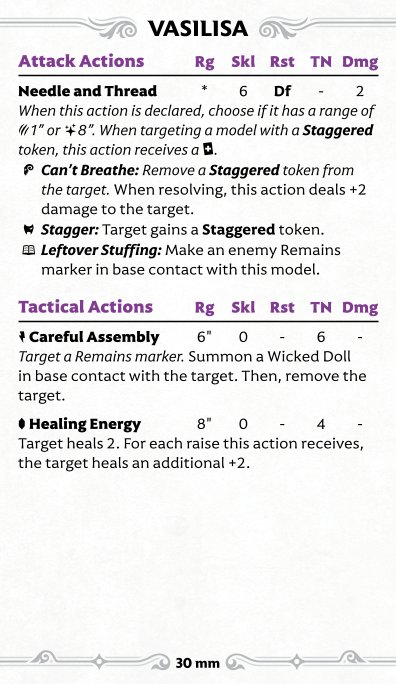 VASILISA
Attack Actions Rg Skl Rst TN Dmg
Needle and Thread * 6 Df - 2
When this action is declared, choose if it has a range of
1" or 8". When targeting a model with a Staggered
token, this action receives a .
Can't Breathe: Remove a Staggered token from
the target. When resolving, this action deals +2
damage to the target.
Stagger: Target gains a Staggered token.
Leftover Stuffing: Make an enemy Remains
marker in base contact with this model.
Tactical Actions Rg Skl Rst TN Dmg
Careful Assembly 6" 0 - 6 -
Target a Remains marker. Summon a Wicked Doll
in base contact with the target. Then, remove the
target.
Healing Energy 8" 0 - 4 -
Target heals 2. For each raise this action receives,
the target heals an additional +2.
30 mm